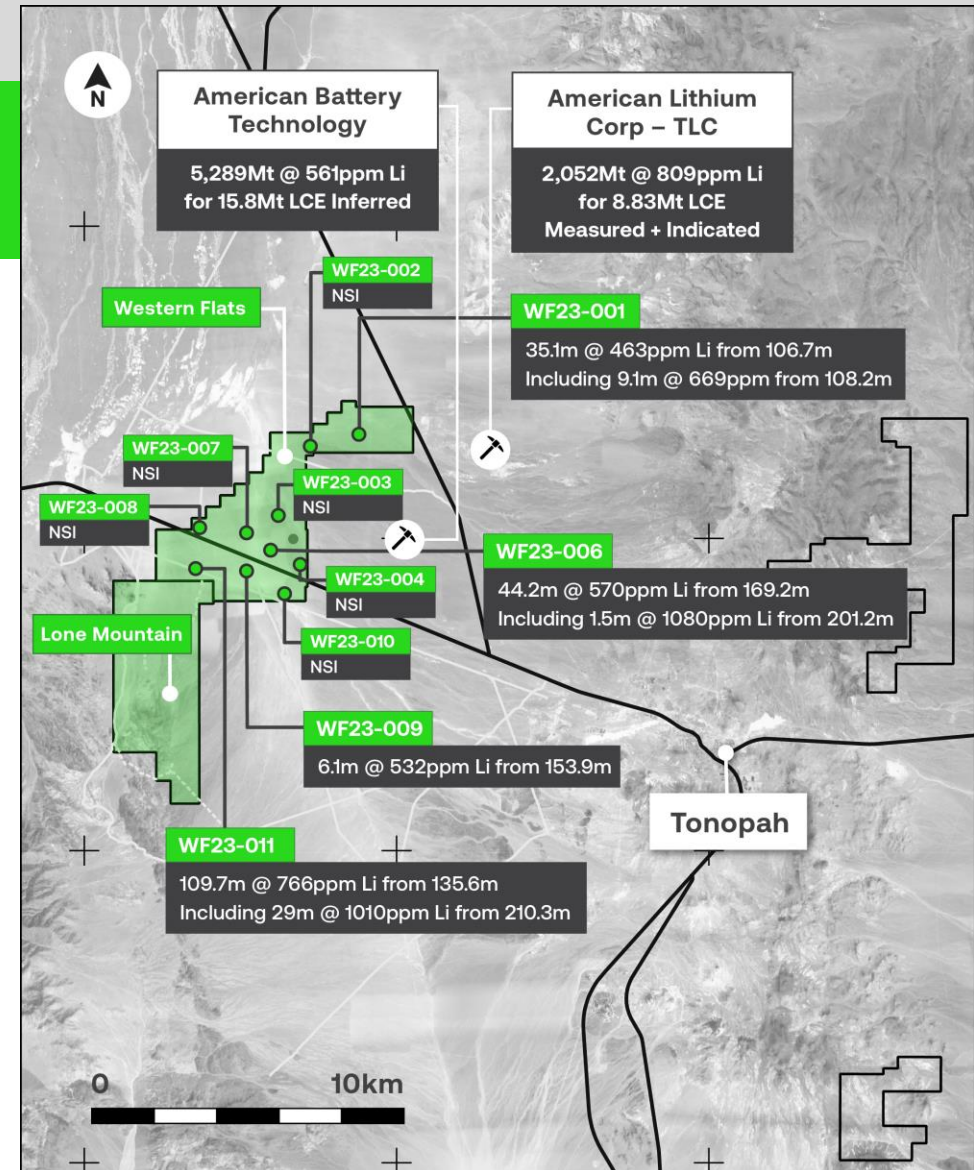 N
American Battery
Technology
5,289Mt @ 561ppm Li
for 15.8Mt LCE Inferred
American Lithium
Corp – TLC
2,052Mt @ 809ppm Li
for 8.83Mt LCE
Measured + Indicated
WF23-002
NSI
Western Flats
WF23-001
35.1m @ 463ppm Li from 106.7m
Including 9.1m @ 669ppm from 108.2m
WF23-007
NSI
WF23-003
NSI
WF23-008
NSI
WF23-006
44.2m @ 570ppm Li from 169.2m
Including 1.5m @ 1080ppm Li from 201.2m
WF23-004
NSI
Lone Mountain
WF23-010
NSI
WF23-009
6.1m @ 532ppm Li from 153.9m
Tonopah
WF23-011
109.7m @ 766ppm Li from 135.6m
Including 29m @ 1010ppm Li from 210.3m
0 10km